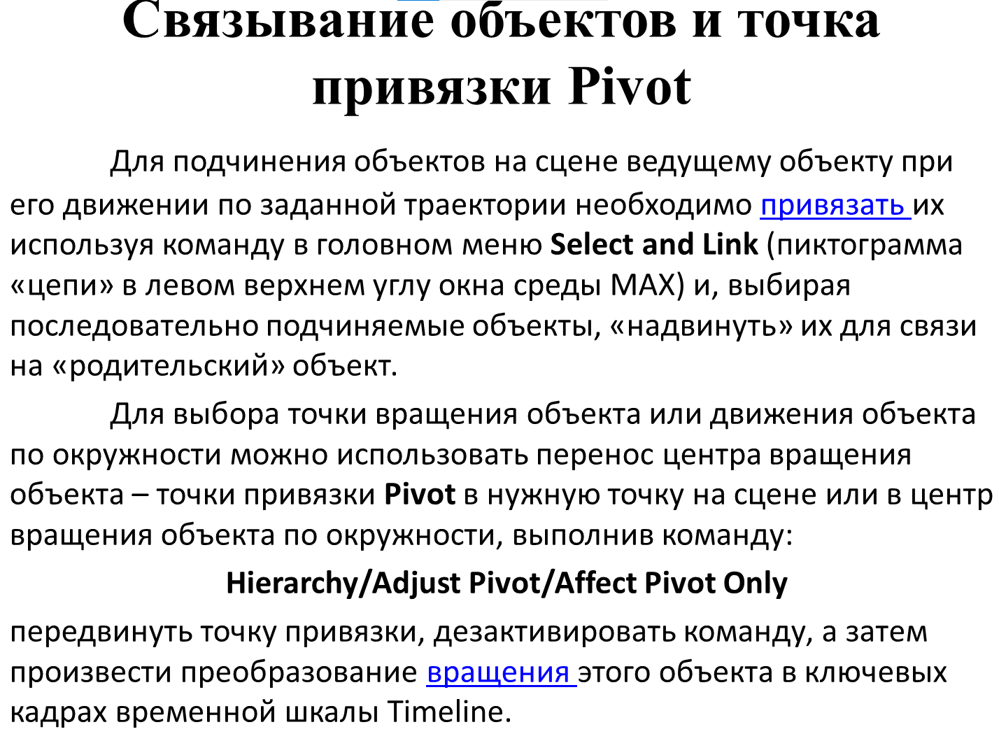 Связывание объектов и точка
привязки Pivot
Для подчинения объектов на сцене ведущему объекту при
его движении по заданной траектории необходимо привязать их
используя команду в головном меню Select and Link (пиктограмма
«цепи» в левом верхнем углу окна среды MAX) и, выбирая
последовательно подчиняемые объекты, «надвинуть» их для связи
на «родительский» объект.
Для выбора точки вращения объекта или движения объекта
по окружности можно использовать перенос центра вращения
объекта – точки привязки Pivot в нужную точку на сцене или в центр
вращения объекта по окружности, выполнив команду:
Hierarchy/Adjust Pivot/Affect Pivot Only
передвинуть точку привязки, дезактивировать команду, а затем
произвести преобразование вращения этого объекта в ключевых
кадрах временной шкалы Timeline.